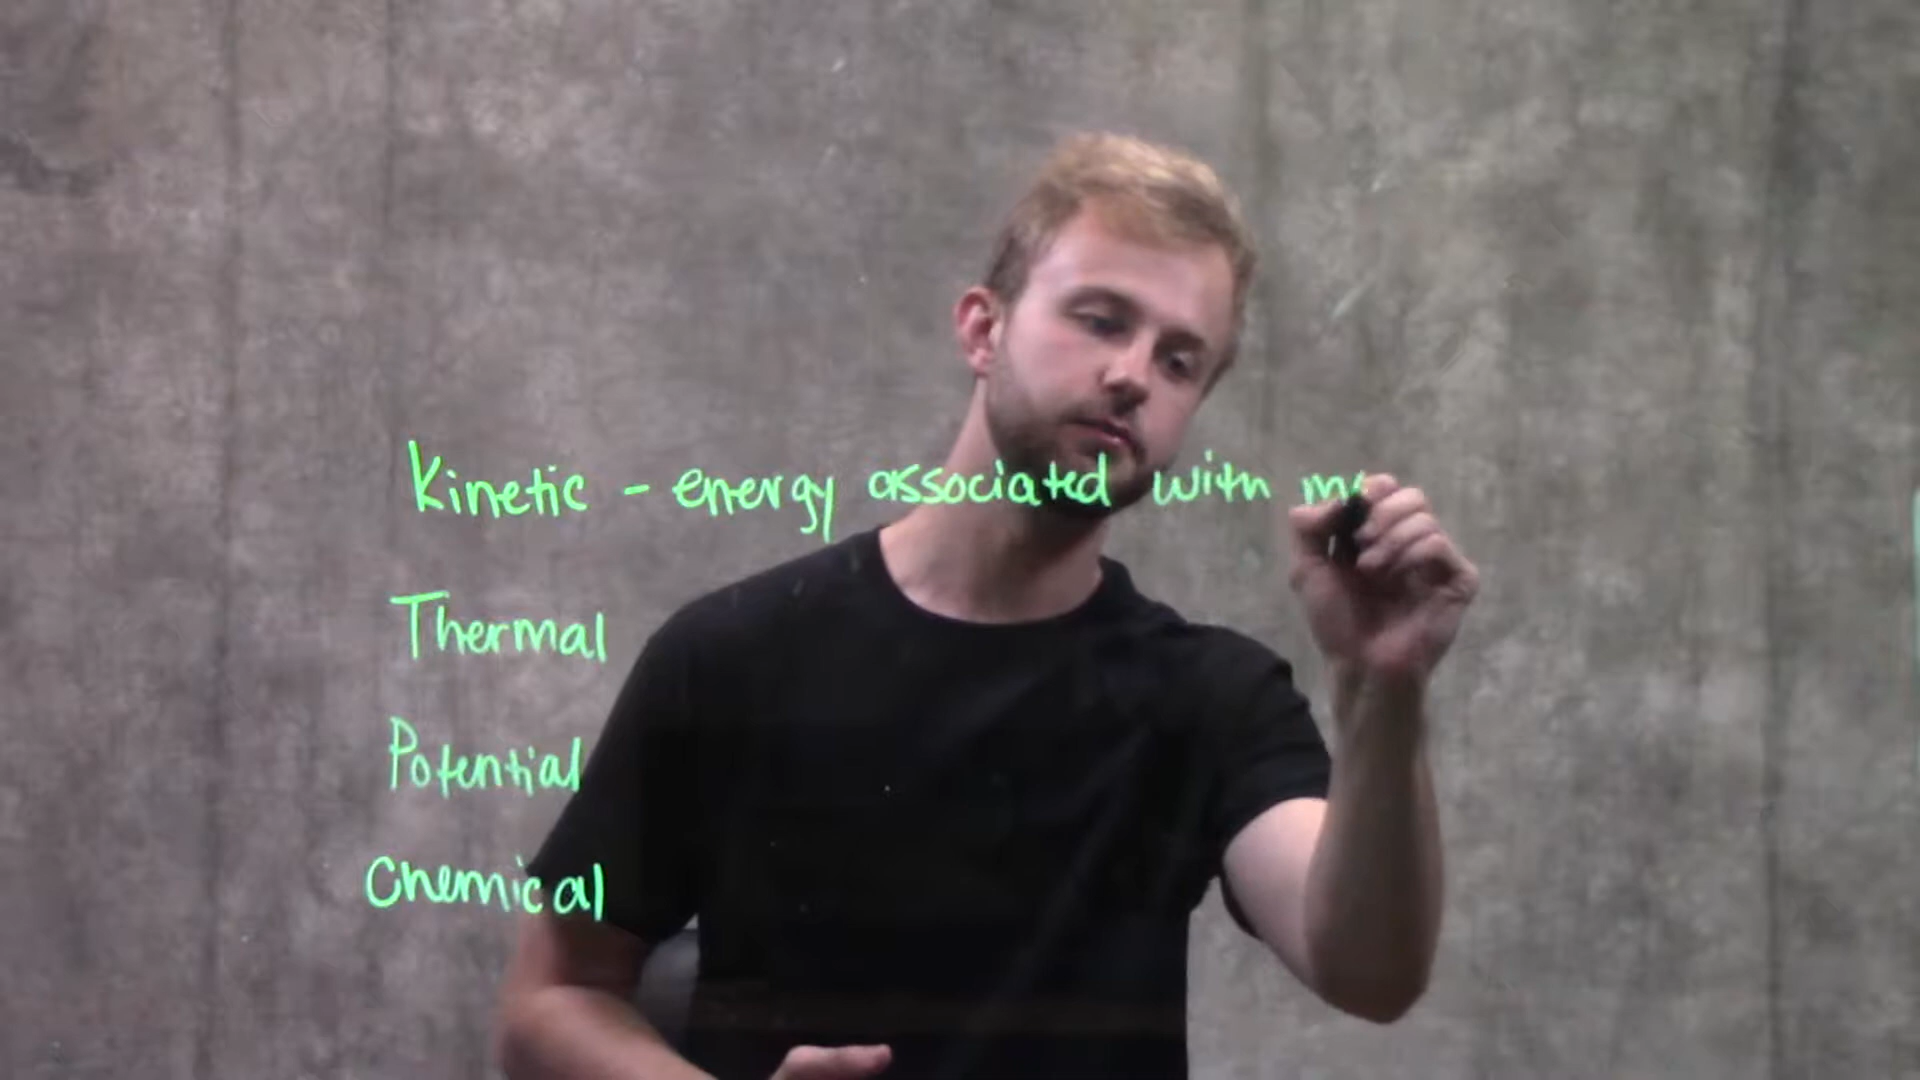 Kinetic - energy associated with
Thermal
Potential
Chemical